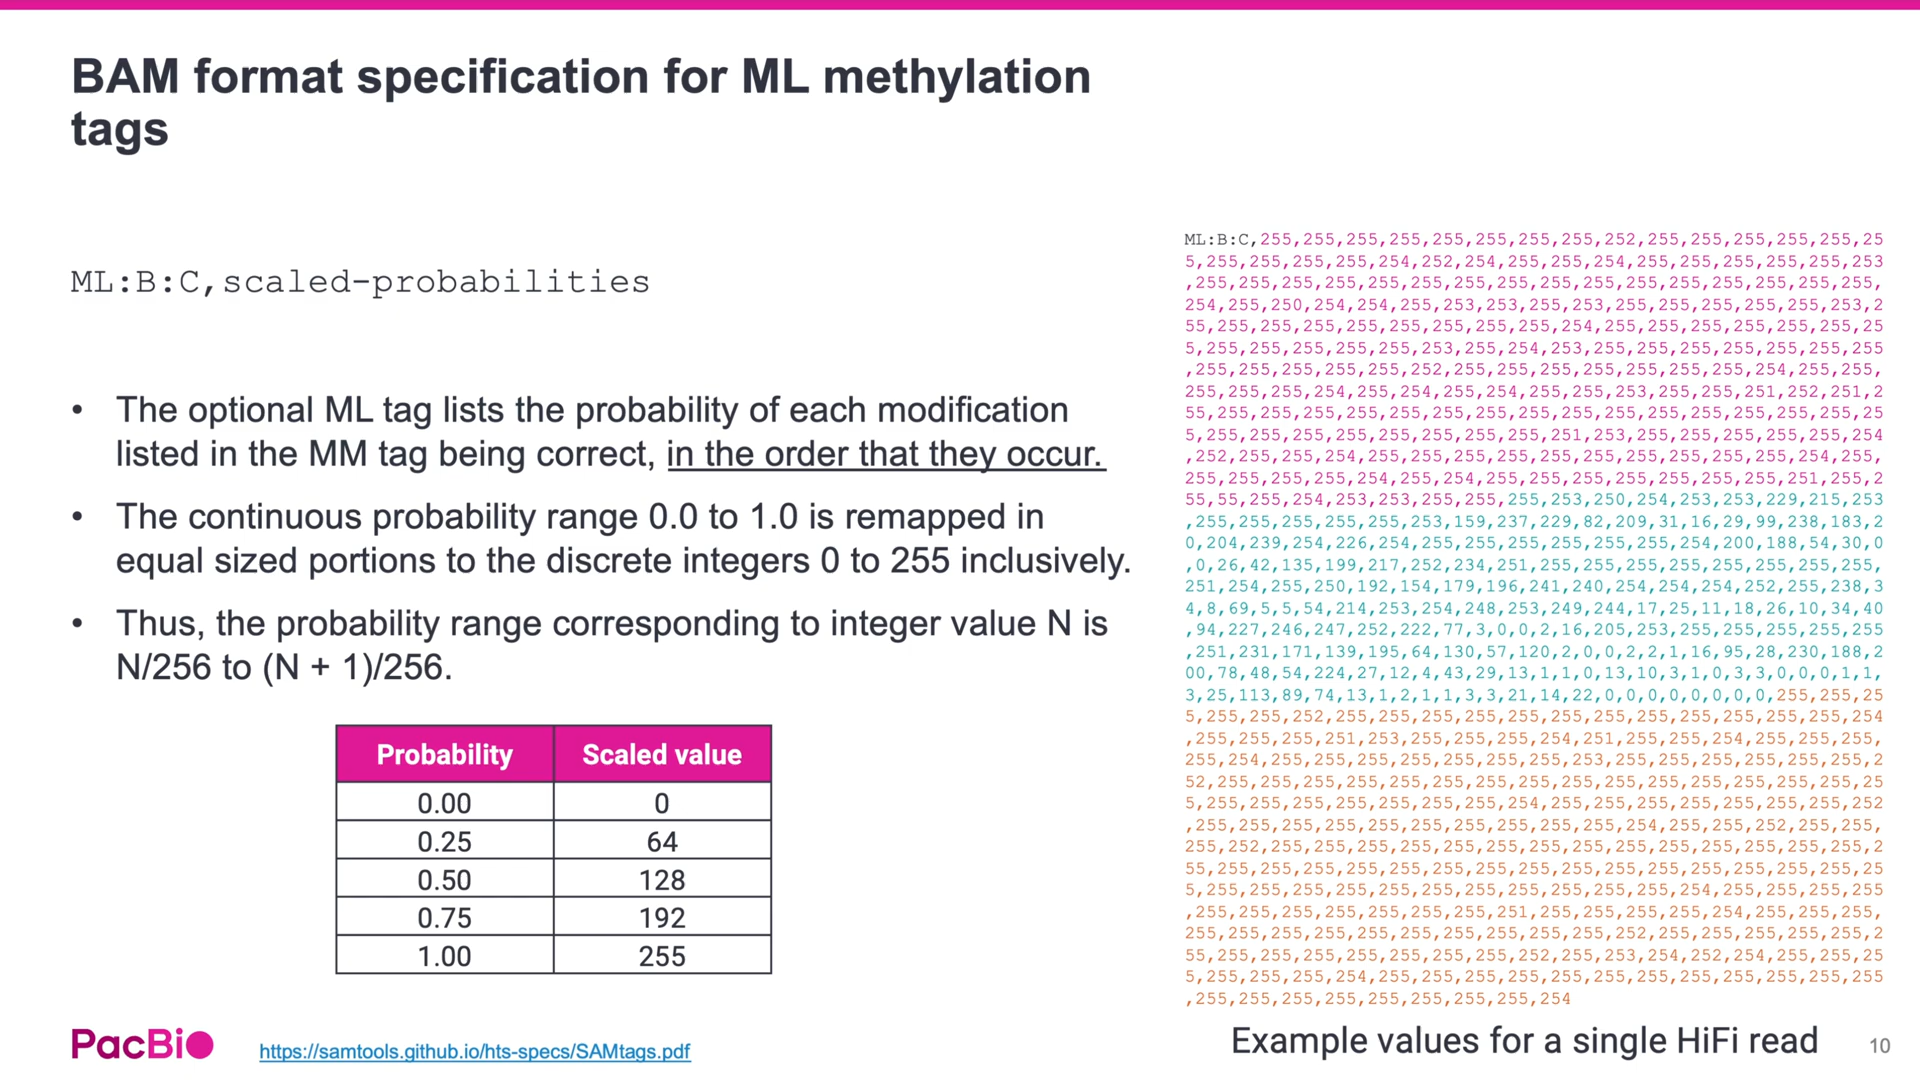 BAM format specification for ML methylation
tags
ML:B:C,scaled-probabilities
• The optional ML tag lists the probability of each modification
listed in the MM tag being correct, in the order that they occur.
• The continuous probability range 0.0 to 1.0 is remapped in
equal sized portions to the discrete integers 0 to 255 inclusively.
• Thus, the probability range corresponding to integer value N is
N/256 to (N + 1)/256.
Probability Scaled value
0.00 0
0.25 64
0.50 128
0.75 192
1.00 255
ML:B:C,255,255,255,255,255,255,255,255,252,255,255,255,255,255,25
5,255,255,255,255,254,252,254,255,255,254,255,255,255,255,255,253
,255,255,255,255,255,255,255,255,255,255,255,255,255,255,255,255,
254,255,250,254,254,255,253,253,255,253,255,255,255,255,255,253,2
55,255,255,255,255,255,255,255,255,254,255,255,255,255,255,255,25
5,255,255,255,255,255,253,255,254,253,255,255,255,255,255,255,255
,255,255,255,255,255,252,255,255,255,255,255,255,255,254,255,255,
255,255,255,254,255,254,255,254,255,255,253,255,255,251,252,251,2
55,255,255,255,255,255,255,255,255,255,255,255,255,255,255,255,25
5,255,255,255,255,255,255,255,255,251,253,255,255,255,255,255,254
,252,255,255,254,255,255,255,255,255,255,255,255,255,255,254,255,
255,255,255,255,254,255,254,255,255,255,255,255,255,255,251,255,2
55,55,255,254,253,253,255,255,255,253,250,254,253,253,229,215,253
,255,255,255,255,255,253,159,237,229,82,209,31,16,29,99,238,183,2
0,204,239,254,226,254,255,255,255,255,255,255,254,200,188,54,30,0
,0,26,42,135,199,217,252,234,251,255,255,255,255,255,255,255,255,
251,254,255,250,192,154,179,196,241,240,254,254,254,252,255,238,3
4,8,69,5,5,54,214,253,254,248,253,249,244,17,25,11,18,26,10,34,40
,94,227,246,247,252,222,77,3,0,0,2,16,205,253,255,255,255,255,255
,251,231,171,139,195,64,130,57,120,2,0,0,2,2,1,16,95,28,230,188,2
00,78,48,54,224,27,12,4,43,29,13,1,1,0,13,10,3,1,0,3,3,0,0,0,1,1,
3,25,113,89,74,13,1,2,1,1,3,3,21,14,22,0,0,0,0,0,0,0,0,255,255,25
5,255,255,252,255,255,255,255,255,255,255,255,255,255,255,255,254
,255,255,255,251,253,255,255,255,254,251,255,255,254,255,255,255,
255,254,255,255,255,255,255,255,255,253,255,255,255,255,255,255,2
52,255,255,255,255,255,255,255,255,255,255,255,255,255,255,255,25
5,255,255,255,255,255,255,255,254,255,255,255,255,255,255,255,252
,255,255,255,255,255,255,255,255,255,255,254,255,255,252,255,255,
255,252,255,255,255,255,255,255,255,255,255,255,255,255,255,255,2
55,255,255,255,255,255,255,255,255,255,255,255,255,255,255,255,25
5,255,255,255,255,255,255,255,255,255,255,255,254,255,255,255,255
,255,255,255,255,255,255,255,251,255,255,255,255,254,255,255,255,
255,255,255,255,255,255,255,255,255,255,252,255,255,255,255,255,2
55,255,255,255,255,255,255,255,252,255,253,254,252,254,255,255,25
5,255,255,255,254,255,255,255,255,255,255,255,255,255,255,255,255
,255,255,255,255,255,255,255,255,254
Example values for a single HiFi read
PacBio
https://samtools.github.io/hts-specs/SAMtags.pdf
10